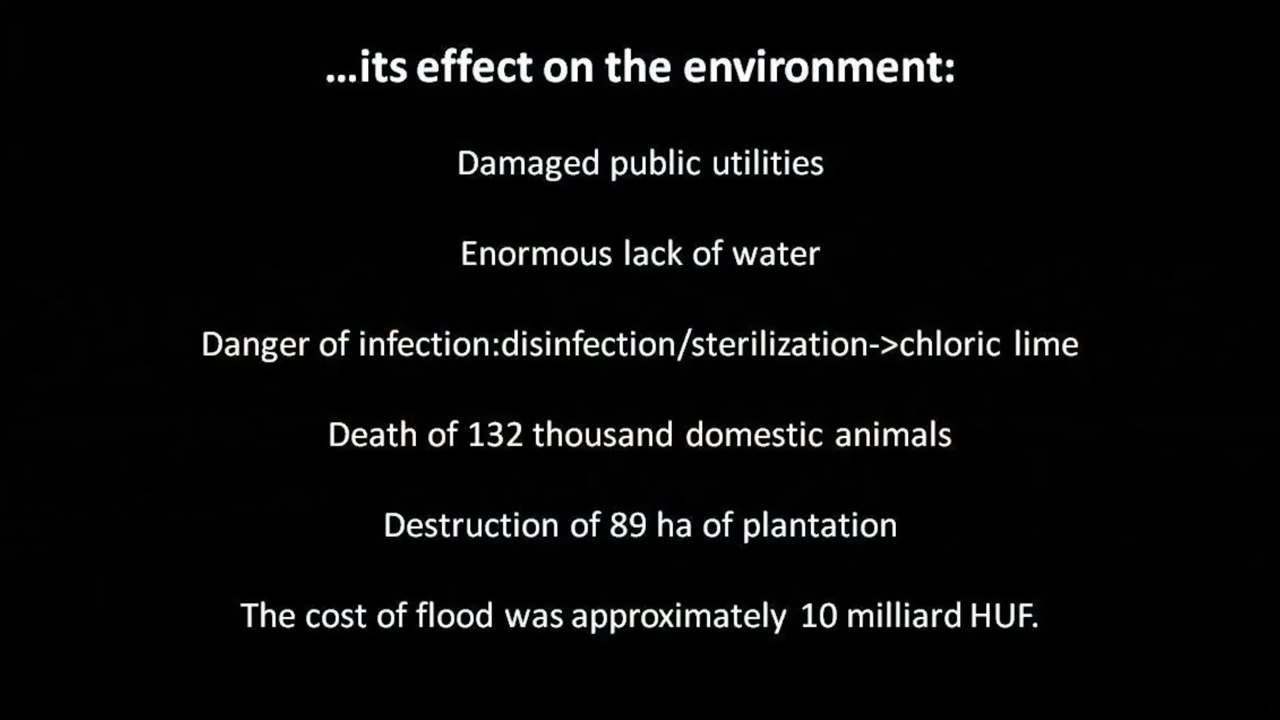 ...its effect on the environment:
Damaged public utilities
Enormous lack of water
Danger of infection:disinfection/sterilization->chloric lime
Death of 132 thousand domestic animals
Destruction of 89 ha of plantation
The cost of flood was approximately 10 milliard HUF.